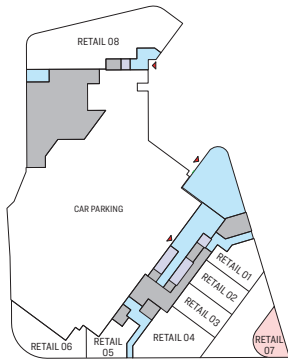 RETAIL 08
CAR PARKING
RETAIL 01
RETAIL 02
RETAIL 03
RETAIL 04
RETAIL
05
RETAIL 06
RETAIL
07